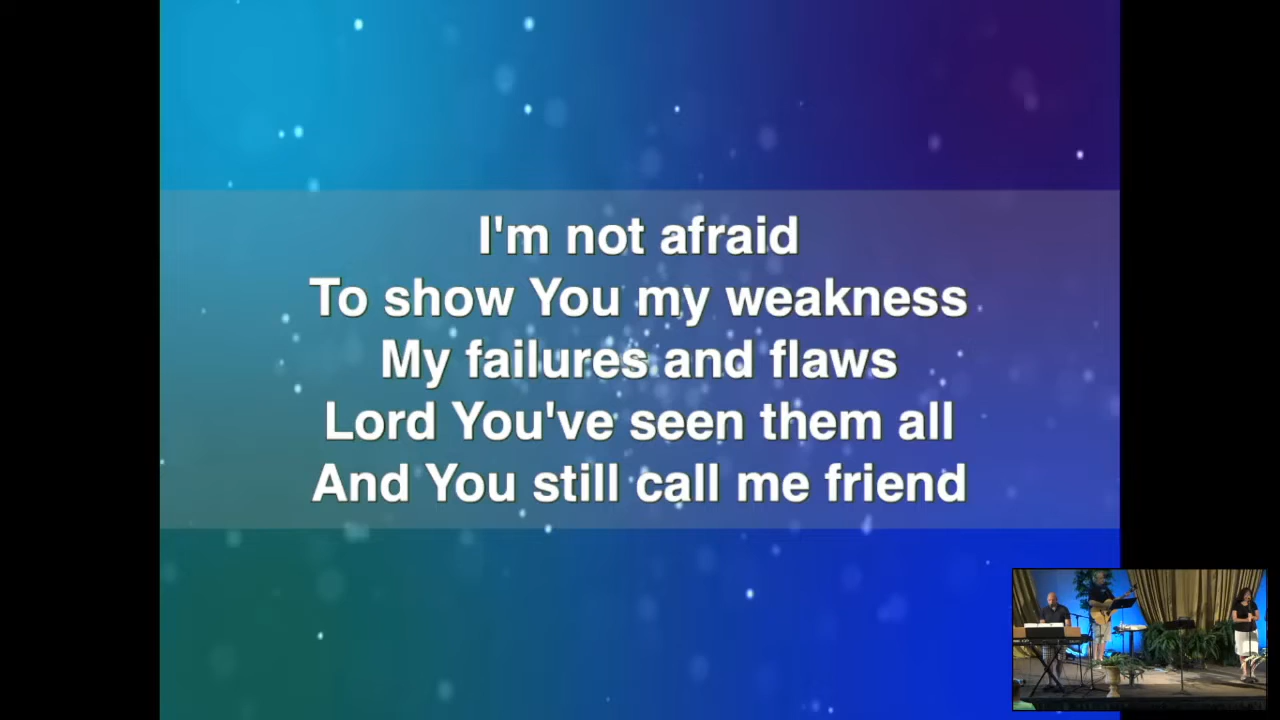 I'm not afraid
To show You my weakness
My failures and flaws
Lord You've seen them all
And You still call me friend